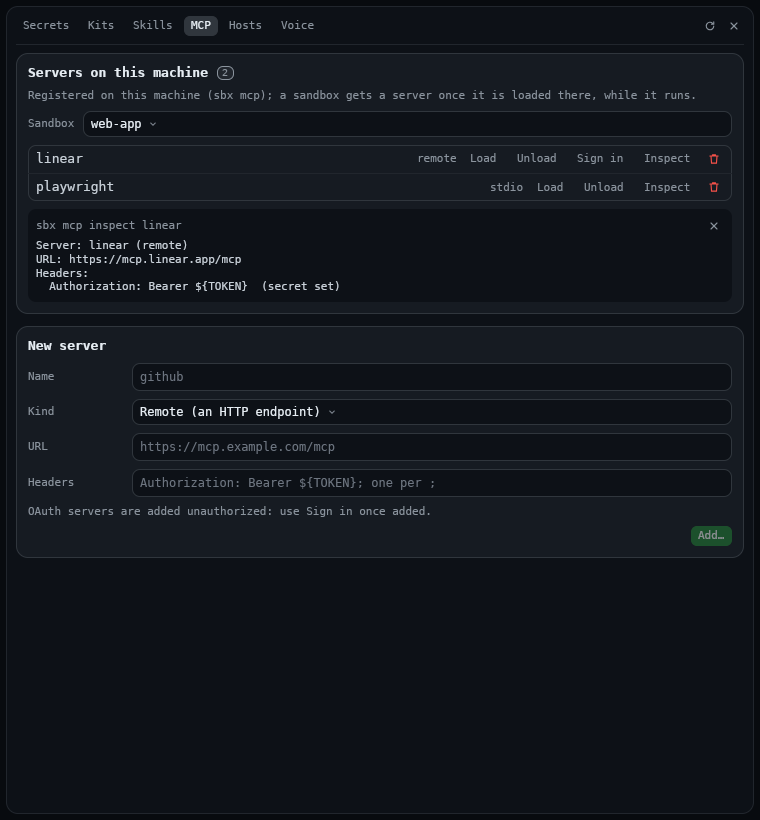 Secrets Kits Skills MCP Hosts Voice
Servers on this machine 2
Registered on this machine (sbx mcp); a sandbox gets a server once it is loaded there, while it runs.
Sandbox web-app
linear remote Load Unload Sign in Inspect
playwright stdio Load Unload Inspect
sbx mcp inspect linear
Server: linear (remote)
URL: https://mcp.linear.app/mcp
Headers:
  Authorization: Bearer ${TOKEN}  (secret set)
New server
Name github
Kind Remote (an HTTP endpoint)
URL https://mcp.example.com/mcp
Headers Authorization: Bearer ${TOKEN}; one per ;
OAuth servers are added unauthorized: use Sign in once added.
Add…